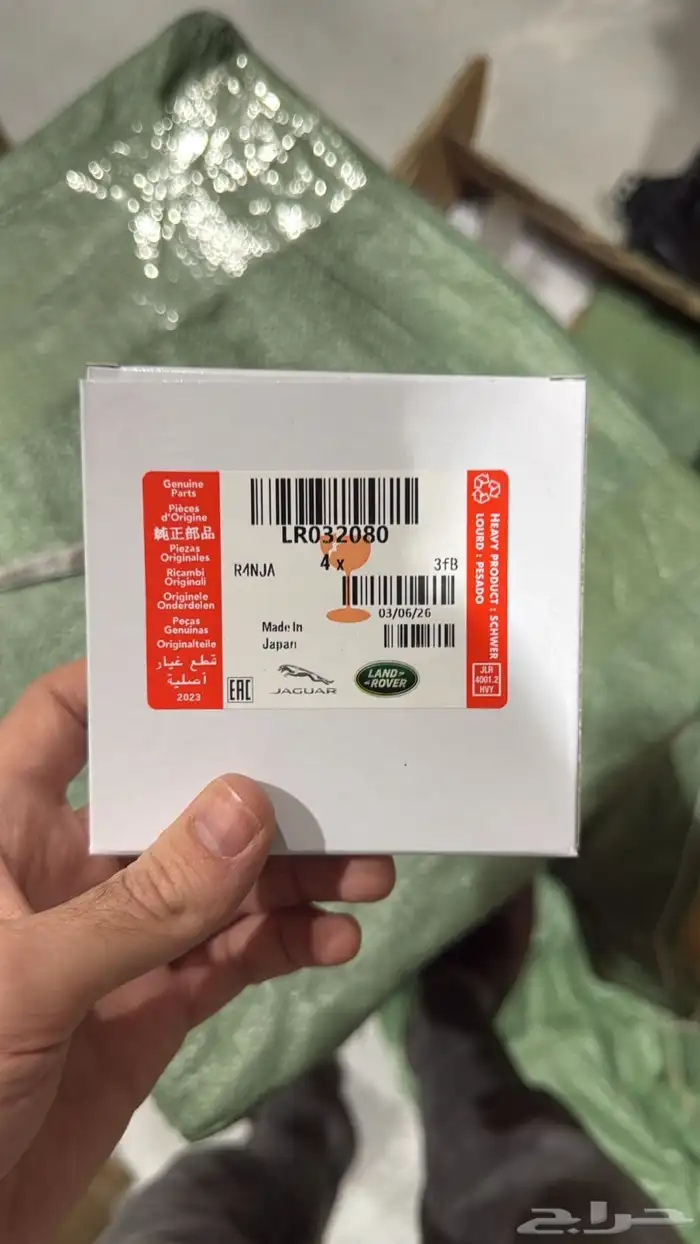 Genuine
Parts
Pièces
d'Origine
純正部品
Piezas
Originales
Ricambi
Originali
Originele
Onderdelen
Peças
Genuinas
Originalteile
قطع غيار
أصلية
2023
LR032080
4 x
R4NJA
3fB
03/06/26
Made In
Japan
EAC
JAGUAR
LAND-
-ROVER
HEAVY PRODUCT : SCHWER
LOURD : PESADO
JLR
4001.2
HVY
حراج